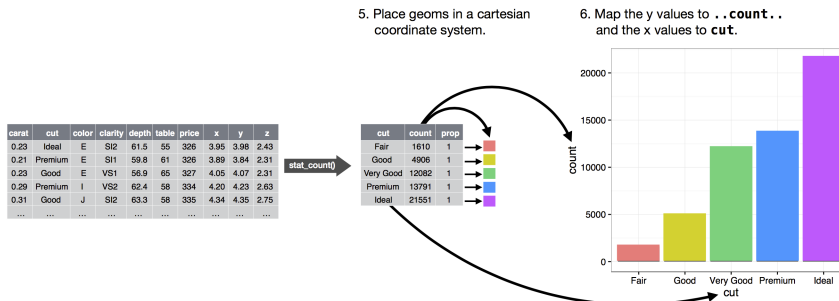 5. Place geoms in a cartesian
coordinate system.
6. Map the y values to ..count..
and the x values to cut.
carat cut color clarity depth table price x y z
0.23 Ideal E SI2 61.5 55 326 3.95 3.98 2.43
0.21 Premium E SI1 59.8 61 326 3.89 3.84 2.31
0.23 Good E VS1 56.9 65 327 4.05 4.07 2.31
0.29 Premium I VS2 62.4 58 334 4.20 4.23 2.63
0.31 Good J SI2 63.3 58 335 4.34 4.35 2.75
... ... ... ... ... ... ... ... ... ...
stat_count()
cut count prop
Fair 1610 1
Good 4906 1
Very Good 12082 1
Premium 13791 1
Ideal 21551 1
20000
15000
10000
5000
0
count
Fair Good Very Good Premium Ideal
cut